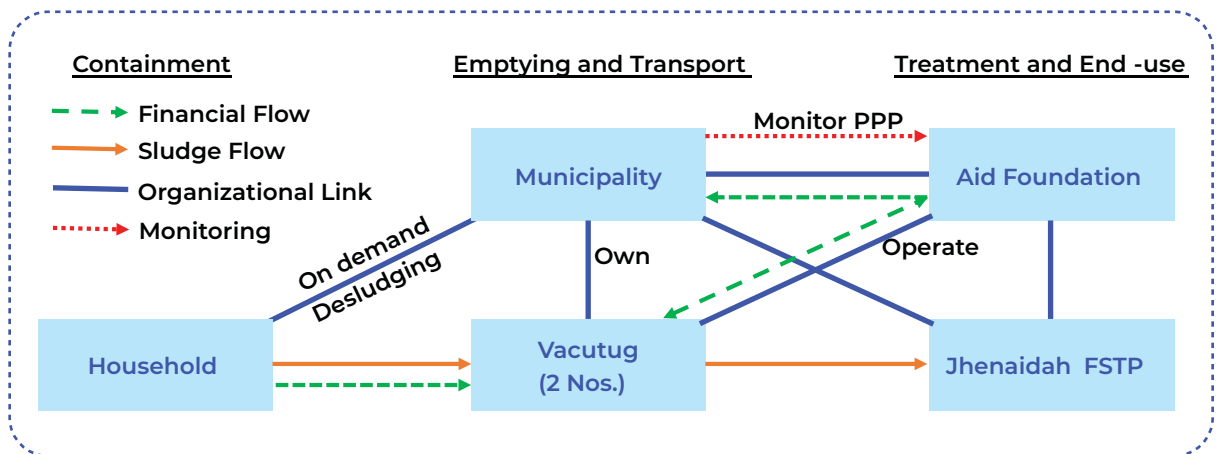 Containment
Emptying and Transport
Treatment and End -use
Financial Flow
Sludge Flow
Organizational Link
Monitoring
Monitor PPP
Municipality
Aid Foundation
On demand
Desludging
Own
Operate
Household
Vacutug
(2 Nos.)
Jhenaidah FSTP